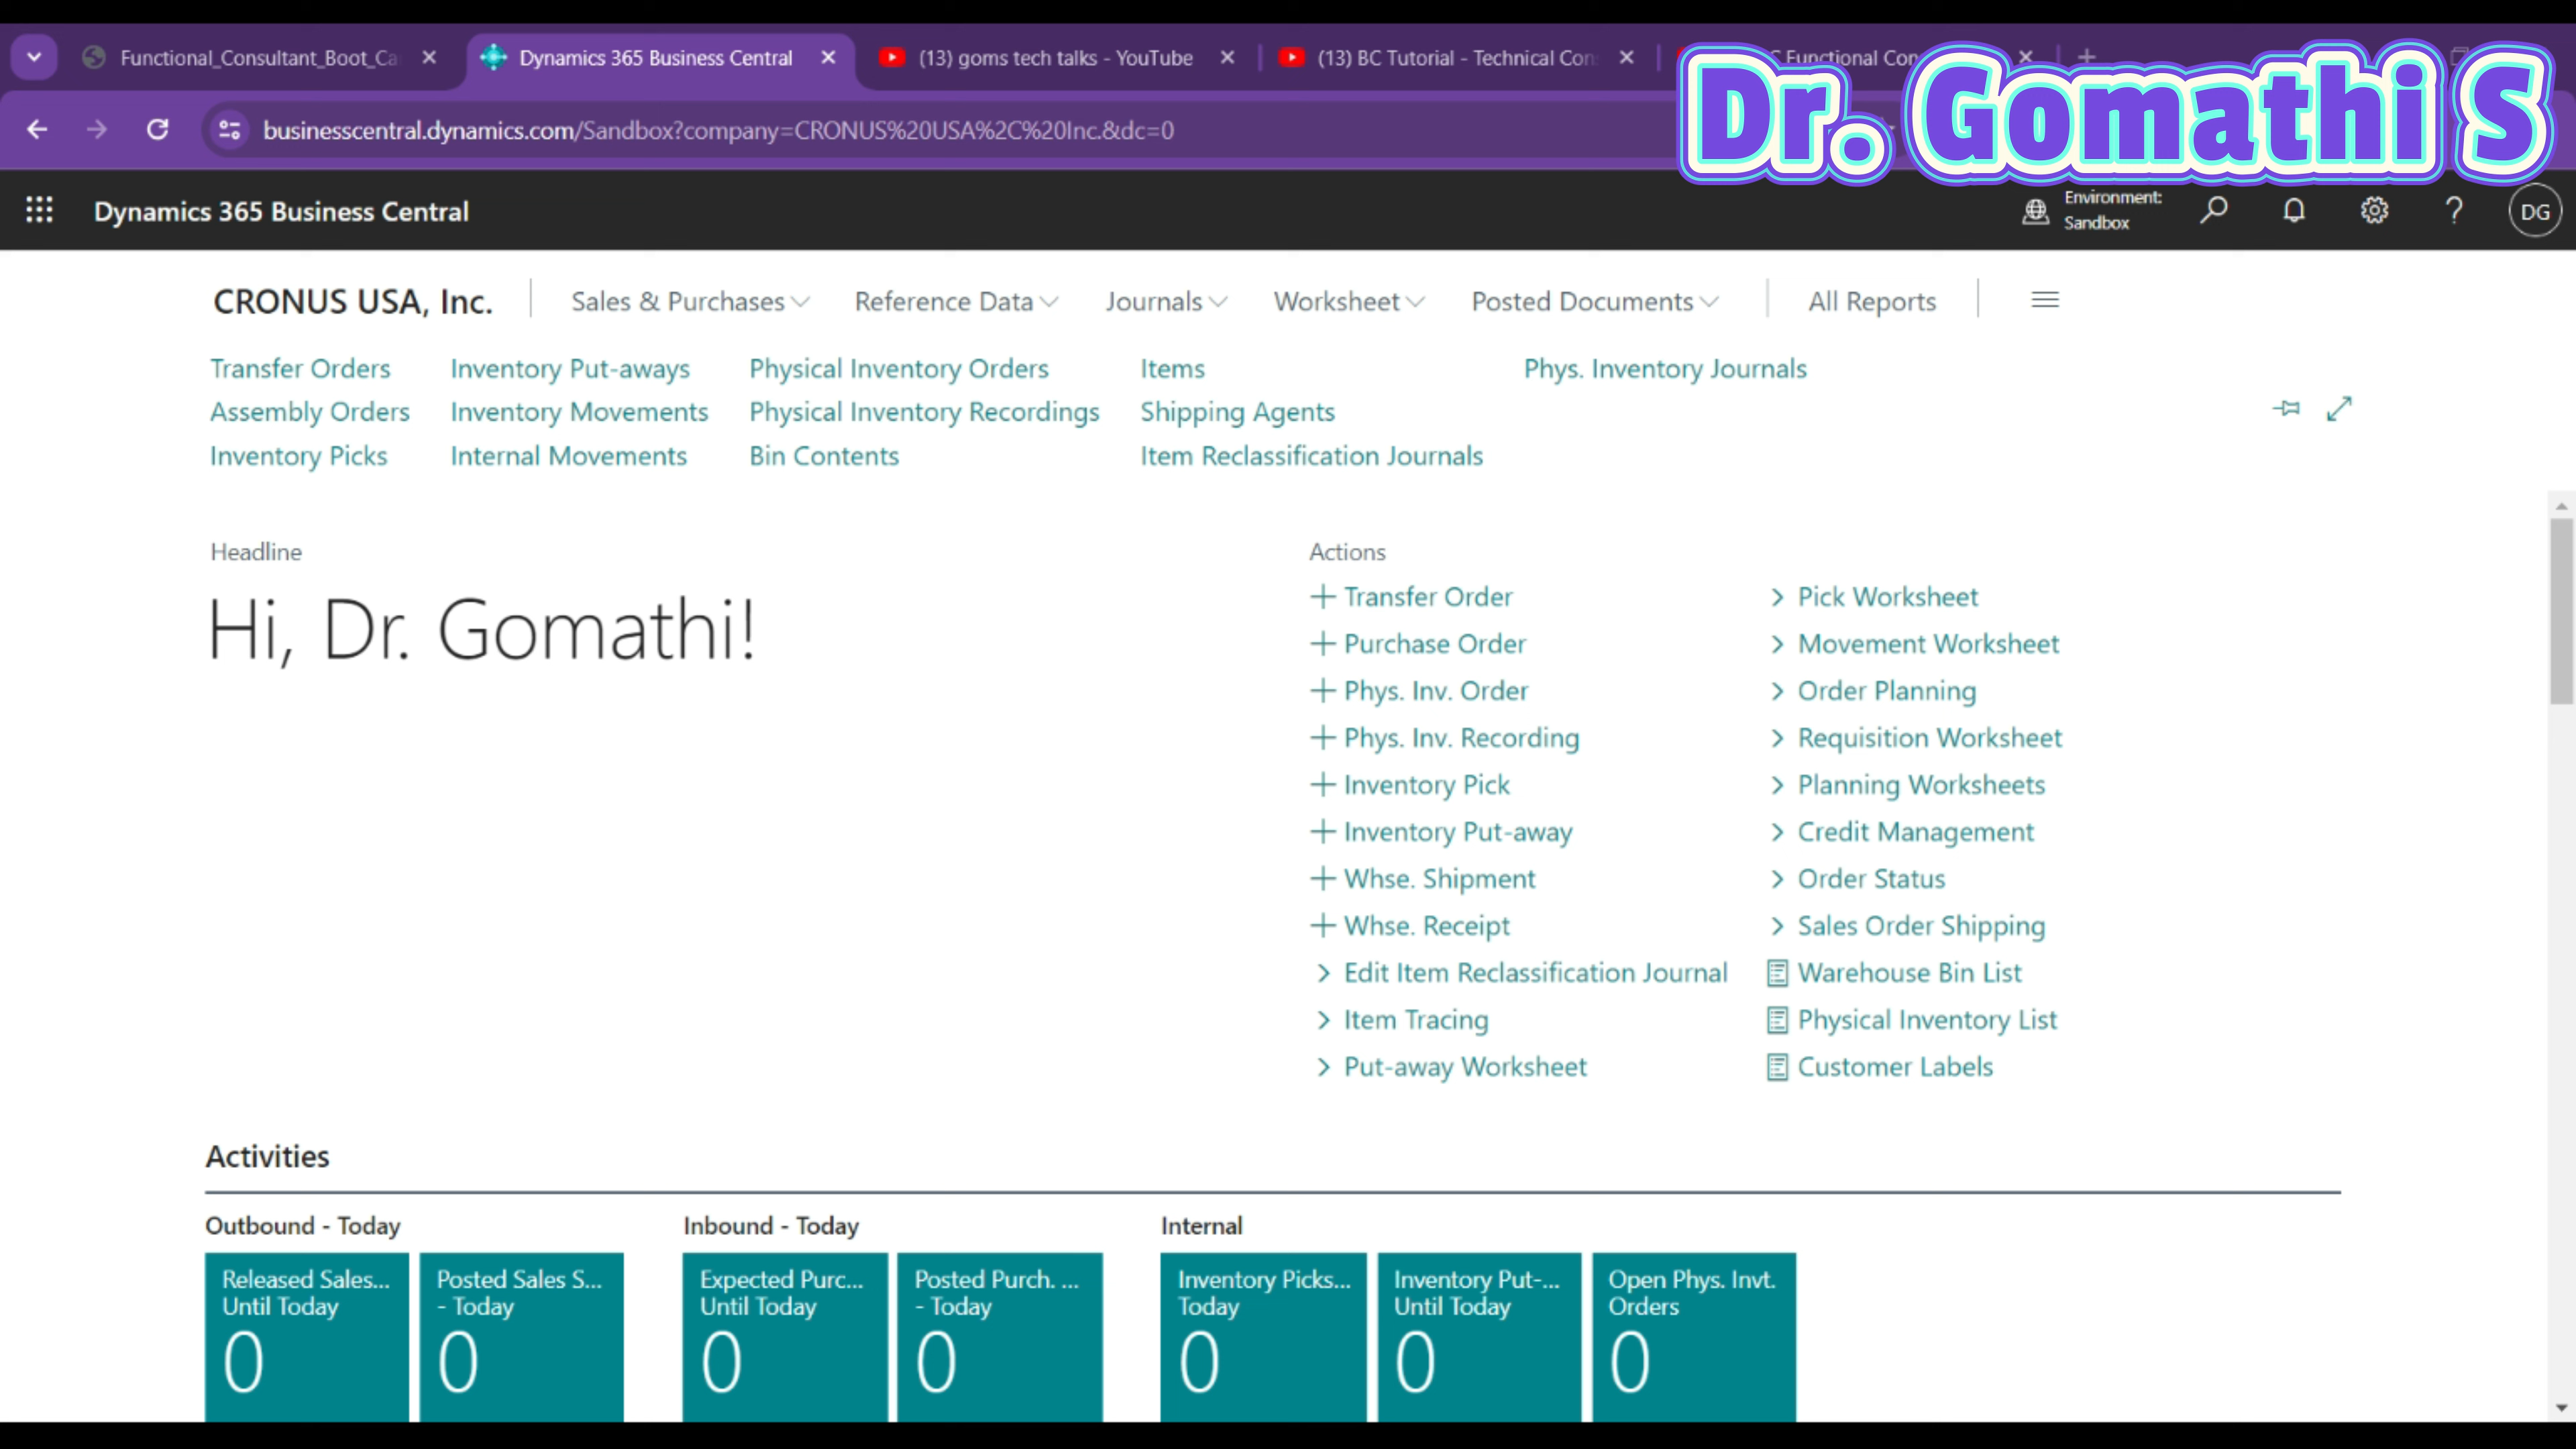 Functional_Consultant_Boot_Ca
Dynamics 365 Business Central
(13) goms tech talks - YouTube
(13) BC Tutorial - Technical Con
Functional Con
Dr. Gomathi S
businesscentral.dynamics.com/Sandbox?company=CRONUS%20USA%2C%20Inc.&dc=0
Dynamics 365 Business Central
Environment:
Sandbox
?
DG
CRONUS USA, Inc.
Sales & Purchases
Reference Data
Journals
Worksheet
Posted Documents
All Reports
Transfer Orders
Inventory Put-aways
Physical Inventory Orders
Items
Phys. Inventory Journals
Assembly Orders
Inventory Movements
Physical Inventory Recordings
Shipping Agents
Inventory Picks
Internal Movements
Bin Contents
Item Reclassification Journals
Headline
Hi, Dr. Gomathi!
Actions
Transfer Order
Purchase Order
Phys. Inv. Order
Phys. Inv. Recording
Inventory Pick
Inventory Put-away
Whse. Shipment
Whse. Receipt
Edit Item Reclassification Journal
Item Tracing
Put-away Worksheet
Pick Worksheet
Movement Worksheet
Order Planning
Requisition Worksheet
Planning Worksheets
Credit Management
Order Status
Sales Order Shipping
Warehouse Bin List
Physical Inventory List
Customer Labels
Activities
Outbound - Today
Released Sales...
Until Today
0
Posted Sales S...
- Today
0
Inbound - Today
Expected Purc...
Until Today
0
Posted Purch. ...
- Today
0
Internal
Inventory Picks...
Today
0
Inventory Put-...
Until Today
0
Open Phys. Invt.
Orders
0